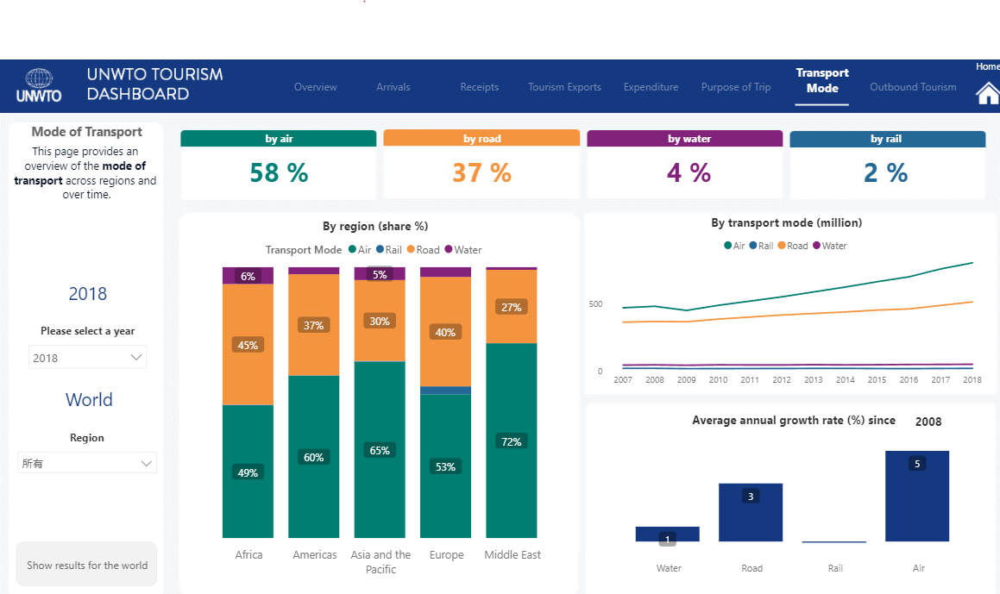 UNWTO
UNWTO TOURISM
DASHBOARD
Overview
Arrivals
Receipts
Tourism Exports
Expenditure
Purpose of Trip
Transport
Mode
Outbound Tourism
Home
Mode of Transport
This page provides an
overview of the mode of
transport across regions and
over time.
2018
Please select a year
2018
World
Region
所有
Show results for the world
by air
58 %
by road
37 %
by water
4 %
by rail
2 %
By region (share %)
Transport Mode Air Rail Road Water
6% 5%
45% 37% 30% 40% 27%
49% 60% 65% 53% 72%
Africa Americas Asia and the Europe Middle East
Pacific
By transport mode (million)
Air Rail Road Water
500
0
2007 2008 2009 2010 2011 2012 2013 2014 2015 2016 2017 2018
Average annual growth rate (%) since 2008
1 3 5
Water Road Rail Air